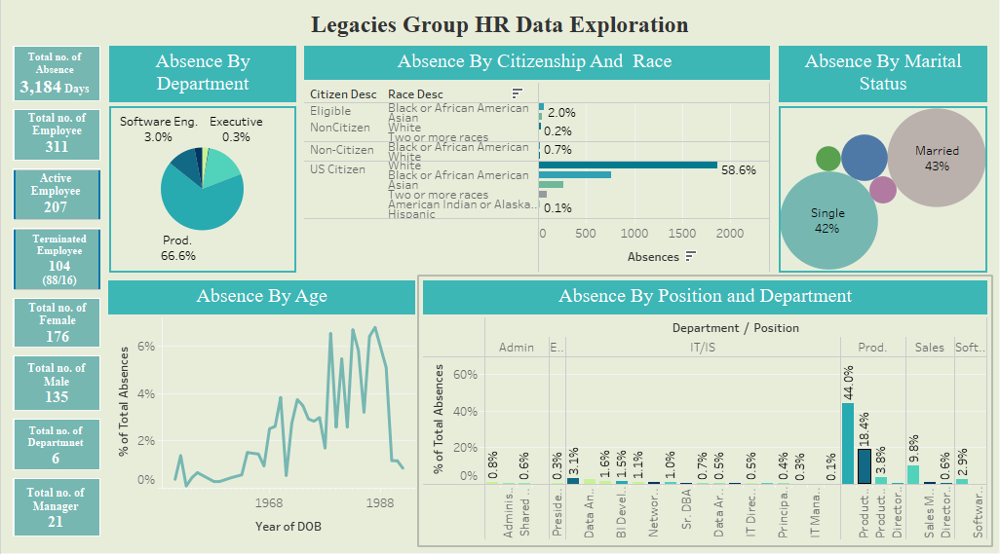 Legacies Group HR Data Exploration
Total no. of
Absence
3,184 Days
Total no. of
Employee
311
Active
Employee
207
Terminated
Employee
104
(88/16)
Total no. of
Female
176
Total no. of
Male
135
Total no. of
Departmnet
6
Total no. of
Manager
21
Absence By
Department
Software Eng.
3.0%
Executive
0.3%
Prod.
66.6%
Absence By Citizenship And Race
Citizen Desc Race Desc
Eligible Black or African American
Asian
NonCitizen White
Two or more races
Non-Citizen Black or African American
White
US Citizen White
Black or African American
Asian
Two or more races
American Indian or Alaska..
Hispanic
2.0%
0.2%
0.7%
58.6%
0.1%
0 500 1000 1500 2000
Absences
Absence By Marital
Status
Married
43%
Single
42%
Absence By Age
% of Total Absences
6%
4%
2%
0%
1968 1988
Year of DOB
Absence By Position and Department
Department / Position
Admin E.. IT/IS Prod. Sales Soft..
% of Total Absences
60%
40%
20%
0%
0.8% 0.6% 0.3% 3.1% 1.6% 1.5% 1.1% 1.0% 0.7% 0.5% 0.5% 0.4% 0.3% 0.1% 44.0% 18.4% 3.8% 9.8% 0.6% 2.9%
Adminis..
Shared ..
Preside..
Data An..
BI Devel..
Networ..
Sr. DBA
Data Ar..
IT Direc..
Principa..
IT Mana..
Product..
Product..
Director..
Sales M..
Director..
Softwar..